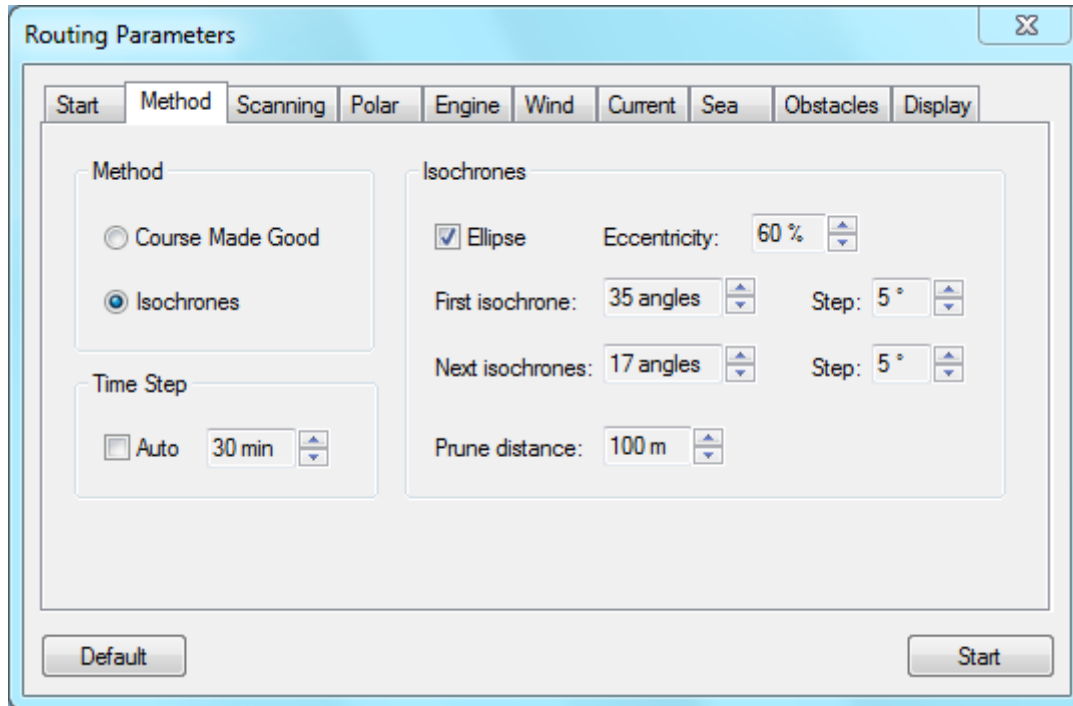 Routing Parameters
Start Method Scanning Polar Engine Wind Current Sea Obstacles Display
Method
Course Made Good
Isochrones
Time Step
Auto 30 min
Isochrones
Ellipse Eccentricity: 60 %
First isochrone: 35 angles Step: 5 °
Next isochrones: 17 angles Step: 5 °
Prune distance: 100 m
Default Start